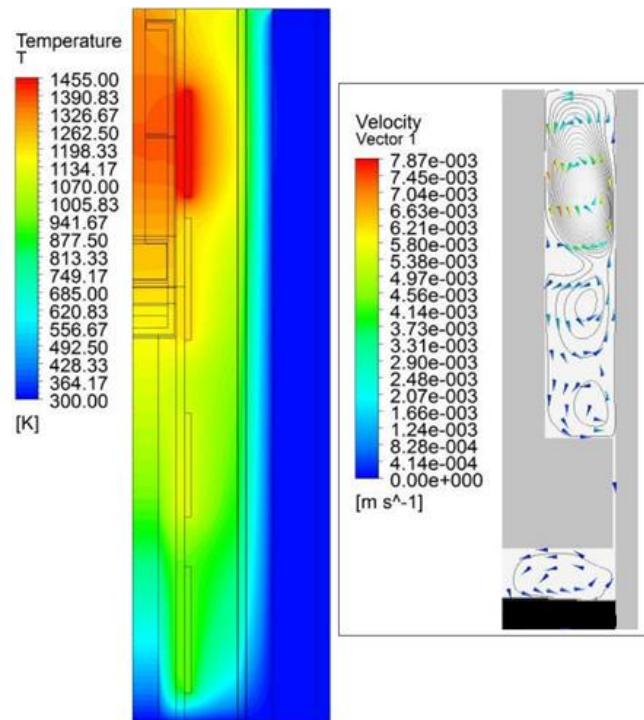 Temperature
T
1455.00
1390.83
1326.67
1262.50
1198.33
1134.17
1070.00
1005.83
941.67
877.50
813.33
749.17
685.00
620.83
556.67
492.50
428.33
364.17
300.00
[K]
Velocity
Vector 1
7.87e-003
7.45e-003
7.04e-003
6.63e-003
6.21e-003
5.80e-003
5.38e-003
4.97e-003
4.56e-003
4.14e-003
3.73e-003
3.31e-003
2.90e-003
2.48e-003
2.07e-003
1.66e-003
1.24e-003
8.28e-004
4.14e-004
0.00e+000
[m s^-1]